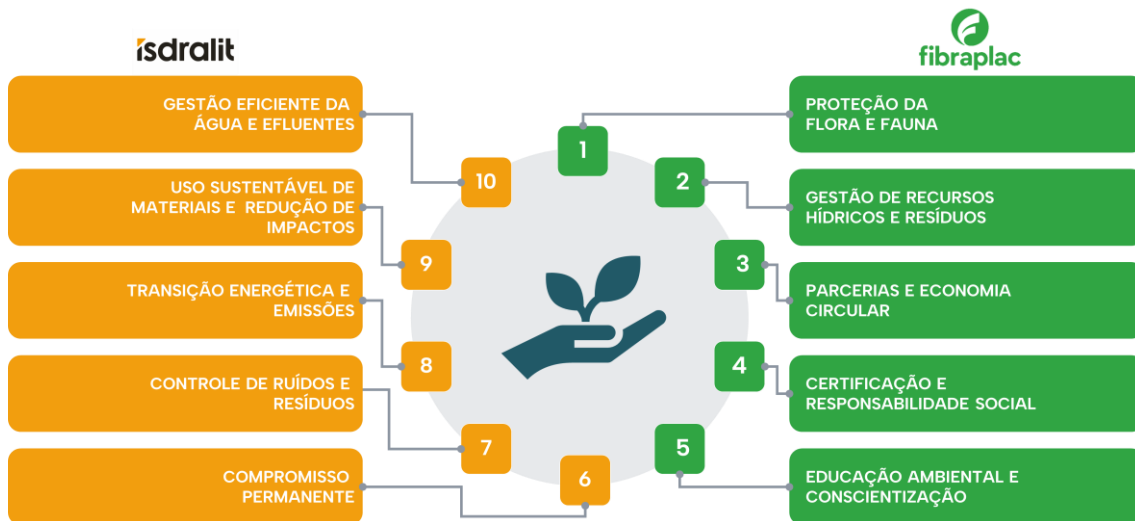 isdralit
fibraplac
GESTÃO EFICIENTE DA
ÁGUA E EFLUENTES
USO SUSTENTÁVEL DE
MATERIAIS E REDUÇÃO DE
IMPACTOS
TRANSIÇÃO ENERGÉTICA E
EMISSÕES
CONTROLE DE RUÍDOS E
RESÍDUOS
COMPROMISSO
PERMANENTE
10
9
8
7
6
1
2
3
4
5
PROTEÇÃO DA
FLORA E FAUNA
GESTÃO DE RECURSOS
HÍDRICOS E RESÍDUOS
PARCERIAS E ECONOMIA
CIRCULAR
CERTIFICAÇÃO E
RESPONSABILIDADE SOCIAL
EDUCAÇÃO AMBIENTAL E
CONSCIENTIZAÇÃO